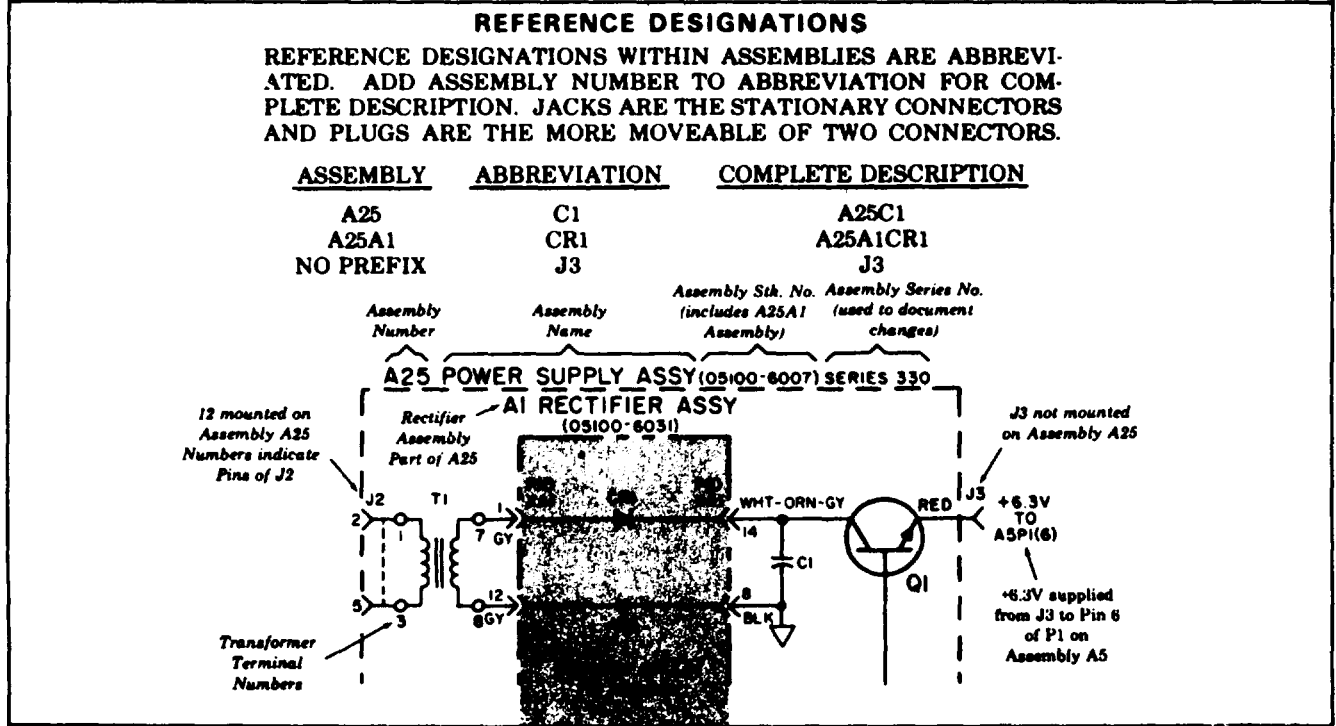 REFERENCE DESIGNATIONS
REFERENCE DESIGNATIONS WITHIN ASSEMBLIES ARE ABBREVI-
ATED. ADD ASSEMBLY NUMBER TO ABBREVIATION FOR COM-
PLETE DESCRIPTION. JACKS ARE THE STATIONARY CONNECTORS
AND PLUGS ARE THE MORE MOVEABLE OF TWO CONNECTORS.
ASSEMBLY ABBREVIATION COMPLETE DESCRIPTION
A25 C1 A25C1
A25A1 CR1 A25A1CR1
NO PREFIX J3 J3
Assembly
Number
Assembly
Name
Assembly Stk. No.
(includes A25A1
Assembly)
Assembly Series No.
(used to document
changes)
A25 POWER SUPPLY ASSY (05100-6007) SERIES 330
A1 RECTIFIER ASSY
(05100-6031)
12 mounted on
Assembly A25
Numbers indicate
Pins of J2
Rectifier
Assembly
Part of A25
J3 not mounted
on Assembly A25
J2
T1
2
1
7
1
GY
WHT-ORN-GY
14
RED
J3
+6.3V
TO
A5P1(6)
C1
Q1
5
3
8
12
GY
8
BLK
+6.3V supplied
from J3 to Pin 6
of P1 on
Assembly A5
Transformer
Terminal
Numbers